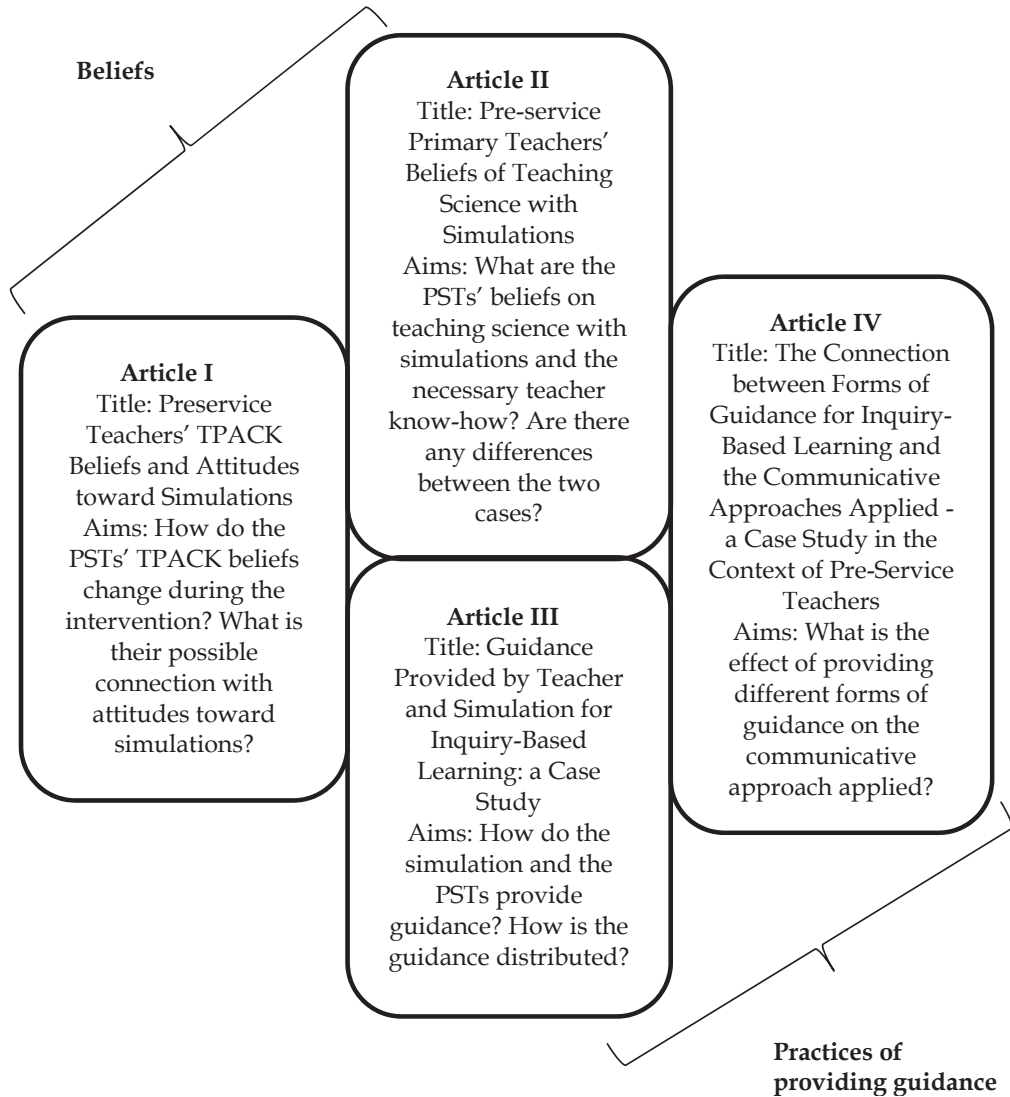 Beliefs
Article II
Title: Pre-service
Primary Teachers’
Beliefs of Teaching
Science with
Simulations
Aims: What are the
PSTs’ beliefs on
teaching science with
simulations and the
necessary teacher
know-how? Are there
any differences
between the two
cases?
Article I
Title: Preservice
Teachers’ TPACK
Beliefs and Attitudes
toward Simulations
Aims: How do the
PSTs’ TPACK beliefs
change during the
intervention? What is
their possible
connection with
attitudes toward
simulations?
Article III
Title: Guidance
Provided by Teacher
and Simulation for
Inquiry-Based
Learning: a Case
Study
Aims: How do the
simulation and the
PSTs provide
guidance? How is the
guidance distributed?
Article IV
Title: The Connection
between Forms of
Guidance for Inquiry-
Based Learning and
the Communicative
Approaches Applied -
a Case Study in the
Context of Pre-Service
Teachers
Aims: What is the
effect of providing
different forms of
guidance on the
communicative
approach applied?
Practices of
providing guidance